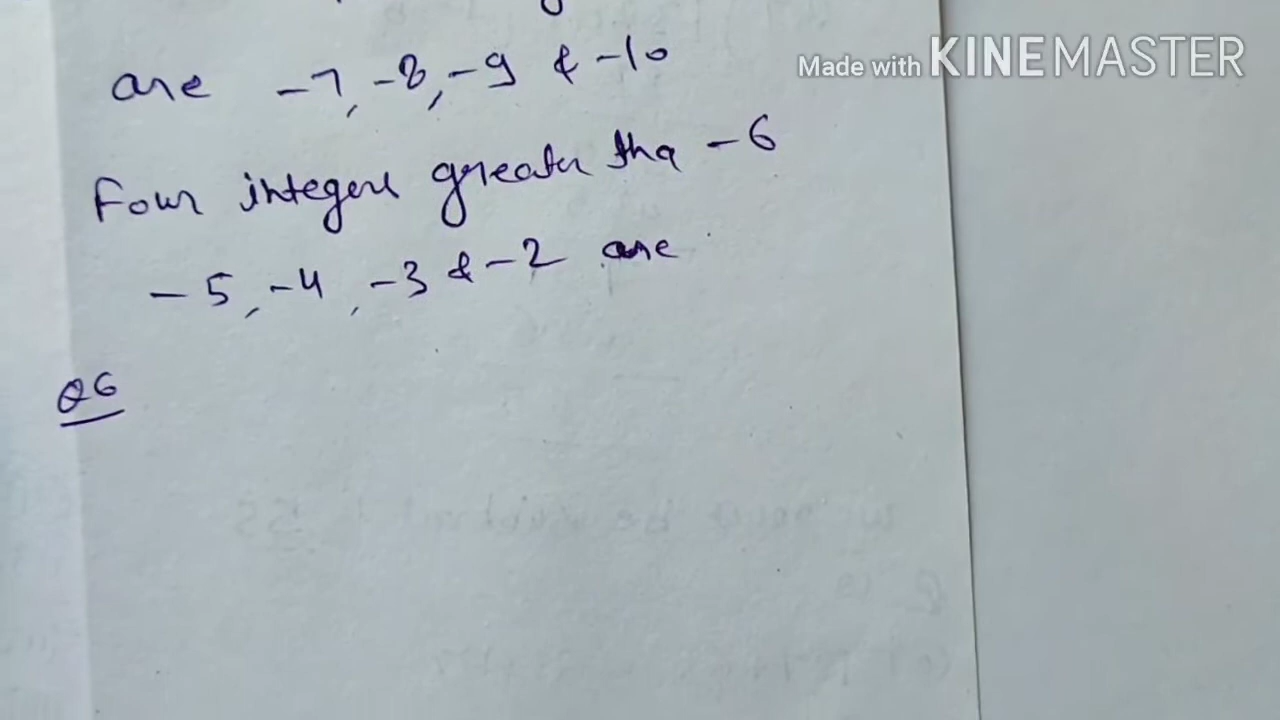 Made with KINEMASTER
are -7, -8, -9 & -10
Four integers greater tha -6
-5, -4, -3 & -2 are
Q6